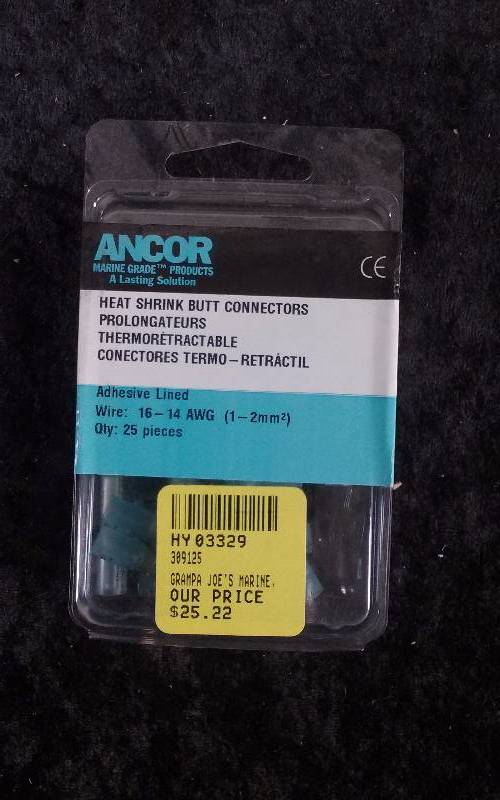 ANCOR
MARINE GRADE™ PRODUCTS
A Lasting Solution
CE
HEAT SHRINK BUTT CONNECTORS
PROLONGATEURS
THERMORÉTRACTABLE
CONECTORES TERMO–RETRÁCTIL
Adhesive Lined
Wire: 16–14 AWG (1–2mm²)
Qty: 25 pieces
HY 03329
309125
GRAMPA JOE'S MARINE,
OUR PRICE
$25.22